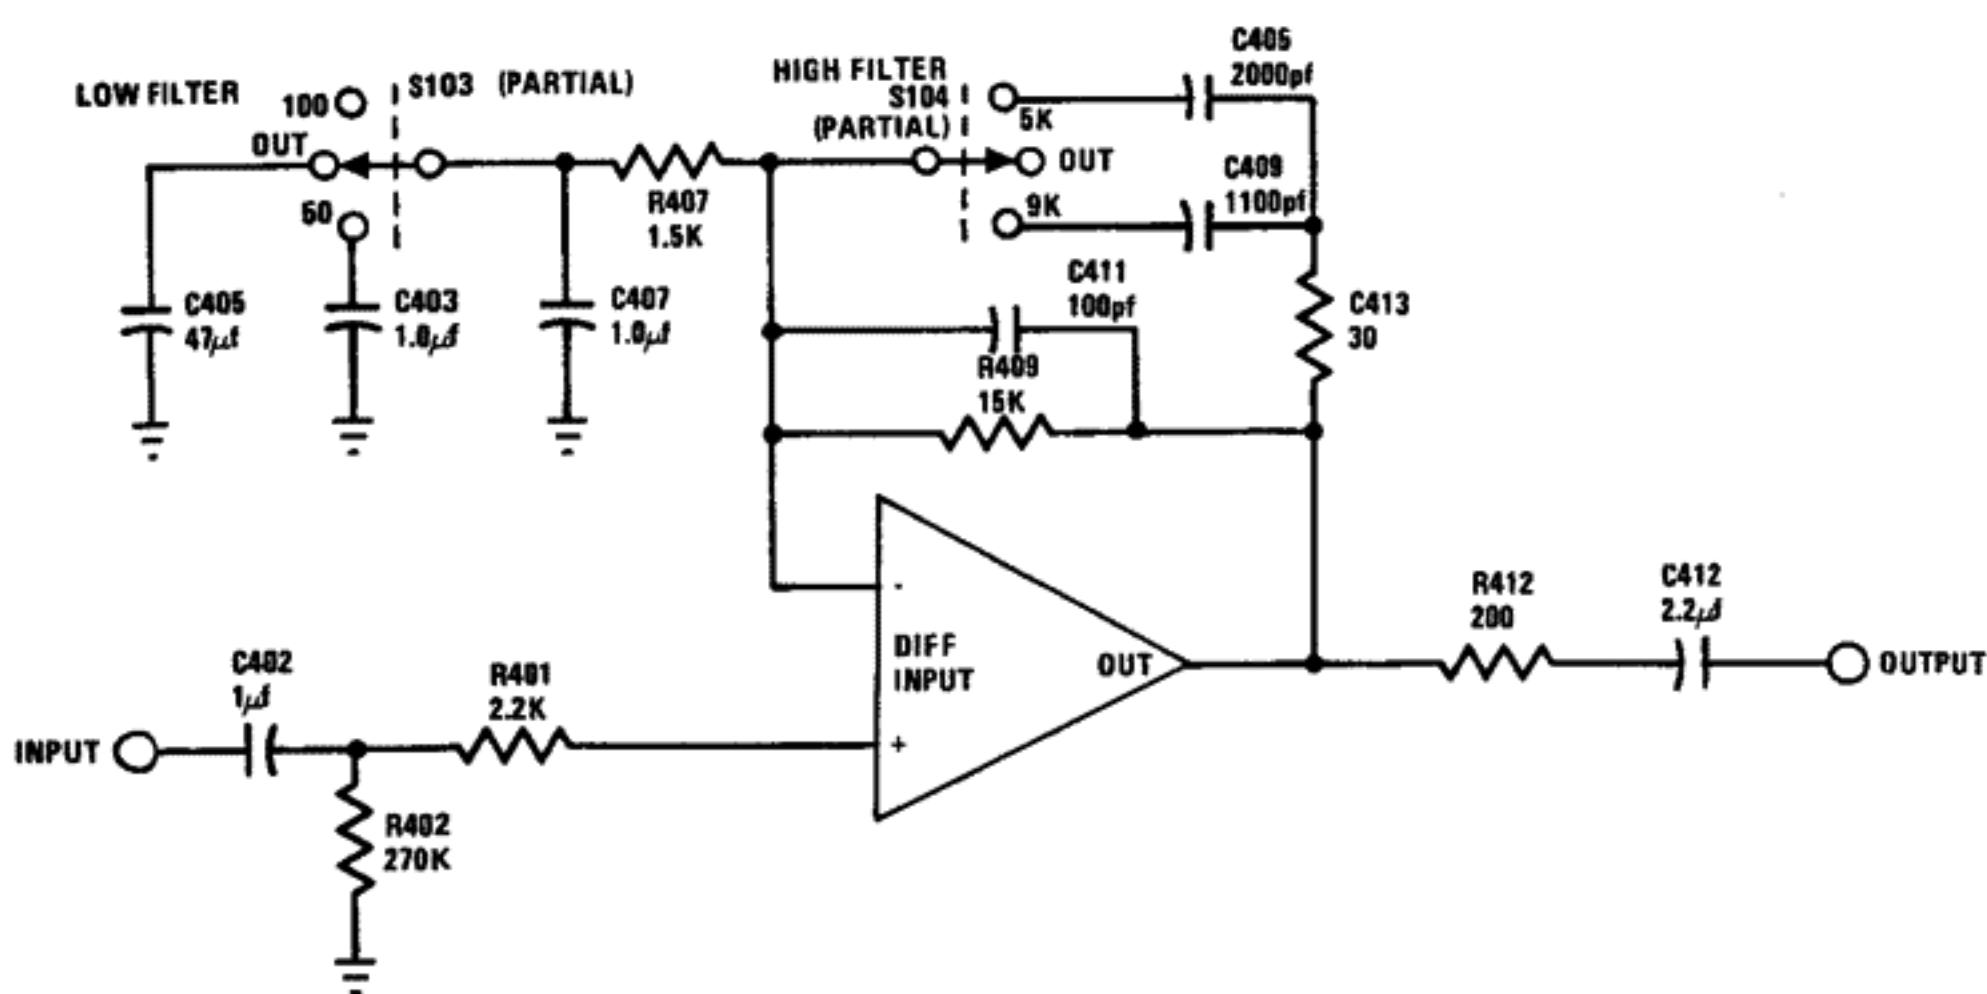 C405
2000pf
LOW FILTER
100
S103 (PARTIAL)
HIGH FILTER
S104
(PARTIAL)
5K
OUT
OUT
50
C409
1100pf
9K
R407
1.5K
C411
100pf
C405
47µf
C403
1.0µf
C407
1.0µf
C413
30
R409
15K
-
DIFF
INPUT
OUT
+
R412
200
C412
2.2µf
OUTPUT
C402
1µf
R401
2.2K
INPUT
R402
270K